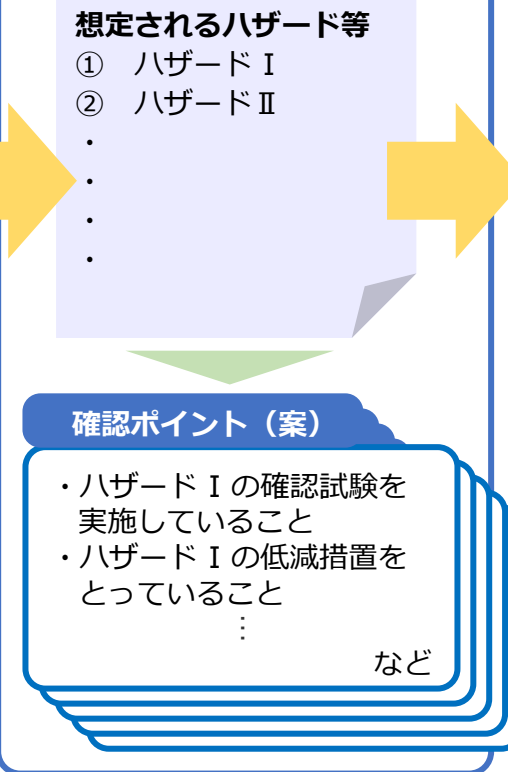 想定されるハザード等
① ハザードⅠ
② ハザードⅡ
・
・
・
・
確認ポイント（案）
・ハザードⅠの確認試験を
実施していること
・ハザードⅠの低減措置を
とっていること
⋮
など